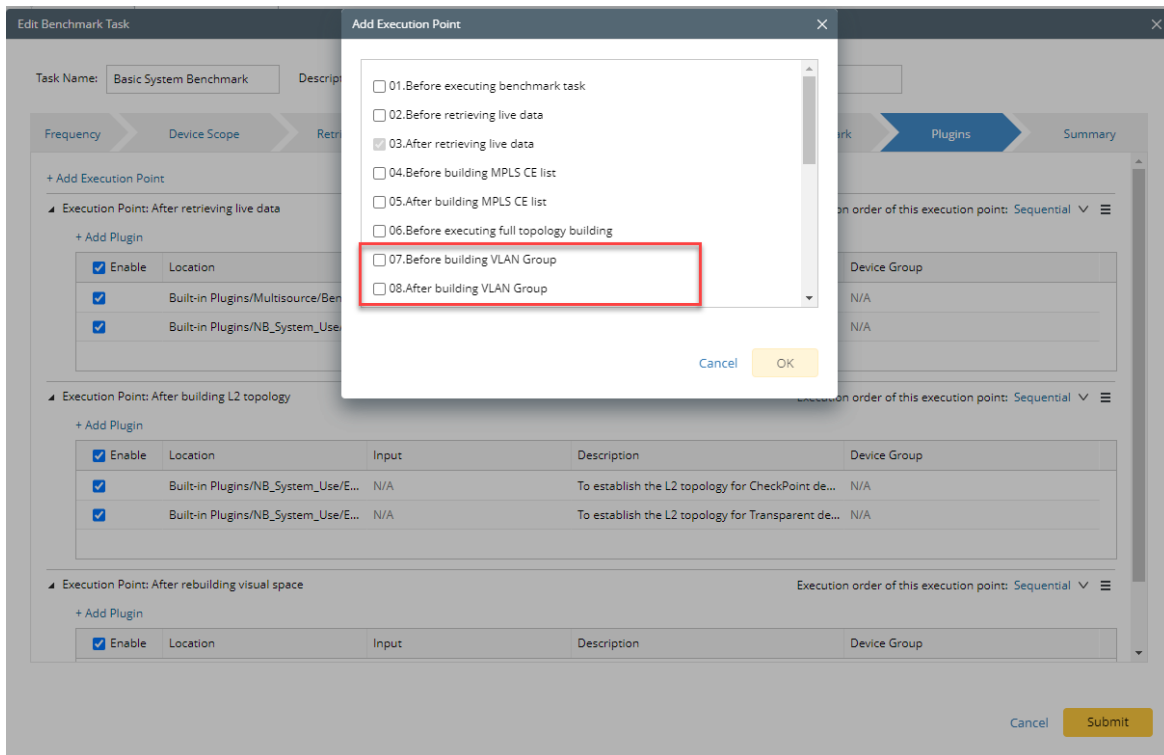 Edit Benchmark Task
Add Execution Point
Task Name: Basic System Benchmark
01.Before executing benchmark task
02.Before retrieving live data
03.After retrieving live data
04.Before building MPLS CE list
05.After building MPLS CE list
06.Before executing full topology building
07.Before building VLAN Group
08.After building VLAN Group
Cancel OK
Frequency Device Scope Plugins Summary
+ Add Execution Point
Execution Point: After retrieving live data order of this execution point: Sequential
+ Add Plugin
Enable Location Device Group
Built-in Plugins/Multisource/Ben N/A
Built-in Plugins/NB_System_Use/ N/A
Execution Point: After building L2 topology Execution order of this execution point: Sequential
+ Add Plugin
Enable Location Input Description Device Group
Built-in Plugins/NB_System_Use/E... N/A To establish the L2 topology for CheckPoint de... N/A
Built-in Plugins/NB_System_Use/E... N/A To establish the L2 topology for Transparent de... N/A
Execution Point: After rebuilding visual space Execution order of this execution point: Sequential
+ Add Plugin
Enable Location Input Description Device Group
Cancel Submit